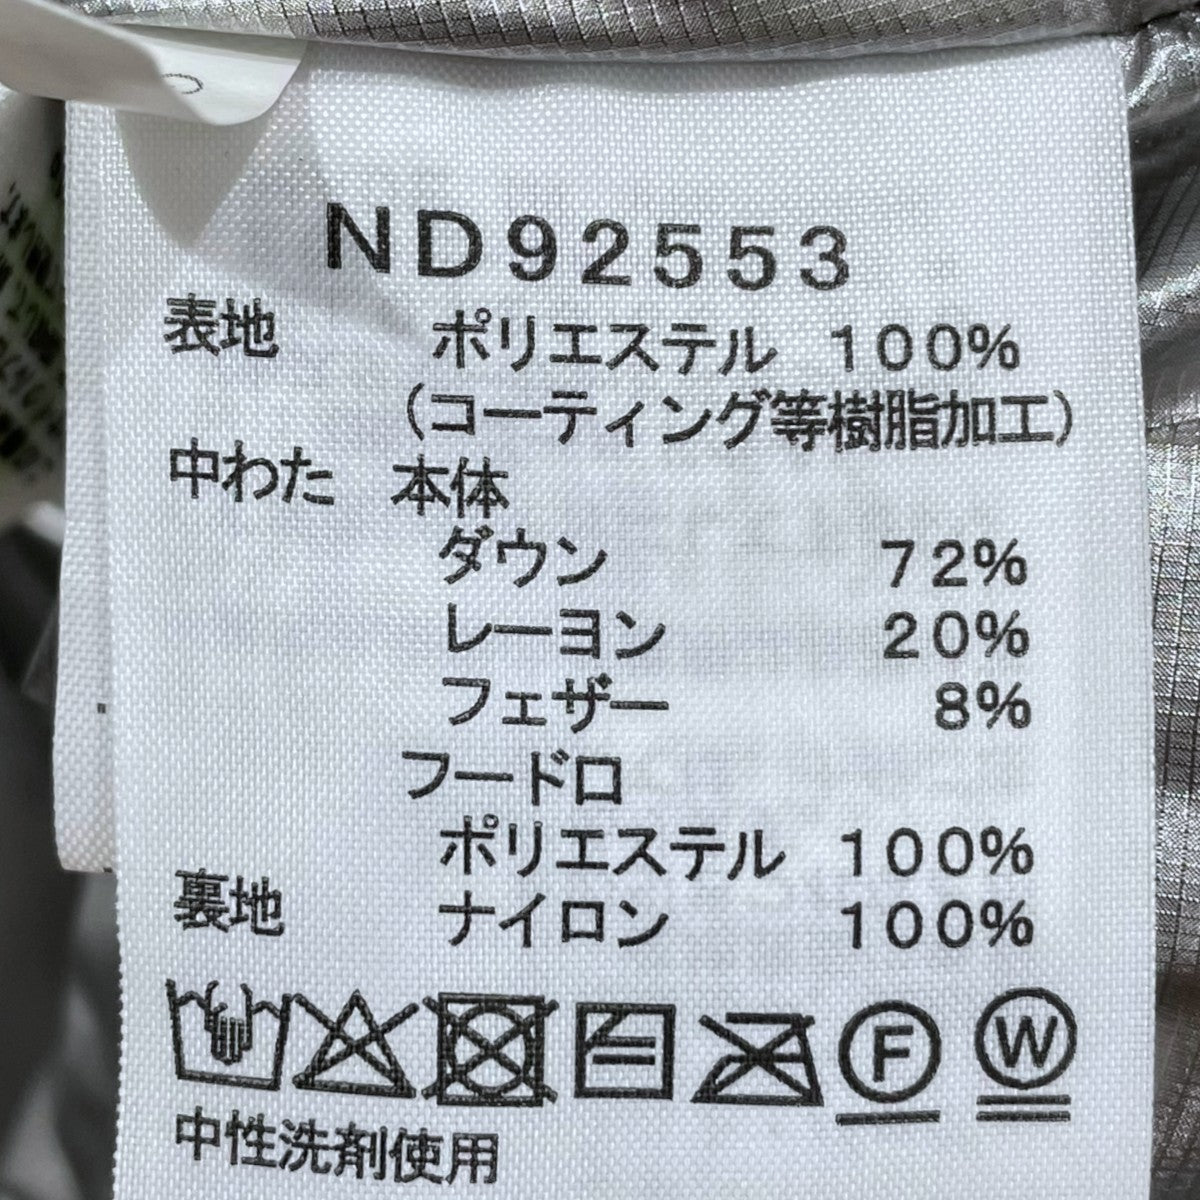 ND92553
表地 ポリエステル 100%
(コーティング等樹脂加工)
中わた 本体
ダウン 72%
レーヨン 20%
フェザー 8%
フード口
ポリエステル 100%
裏地 ナイロン 100%
F W
中性洗剤使用